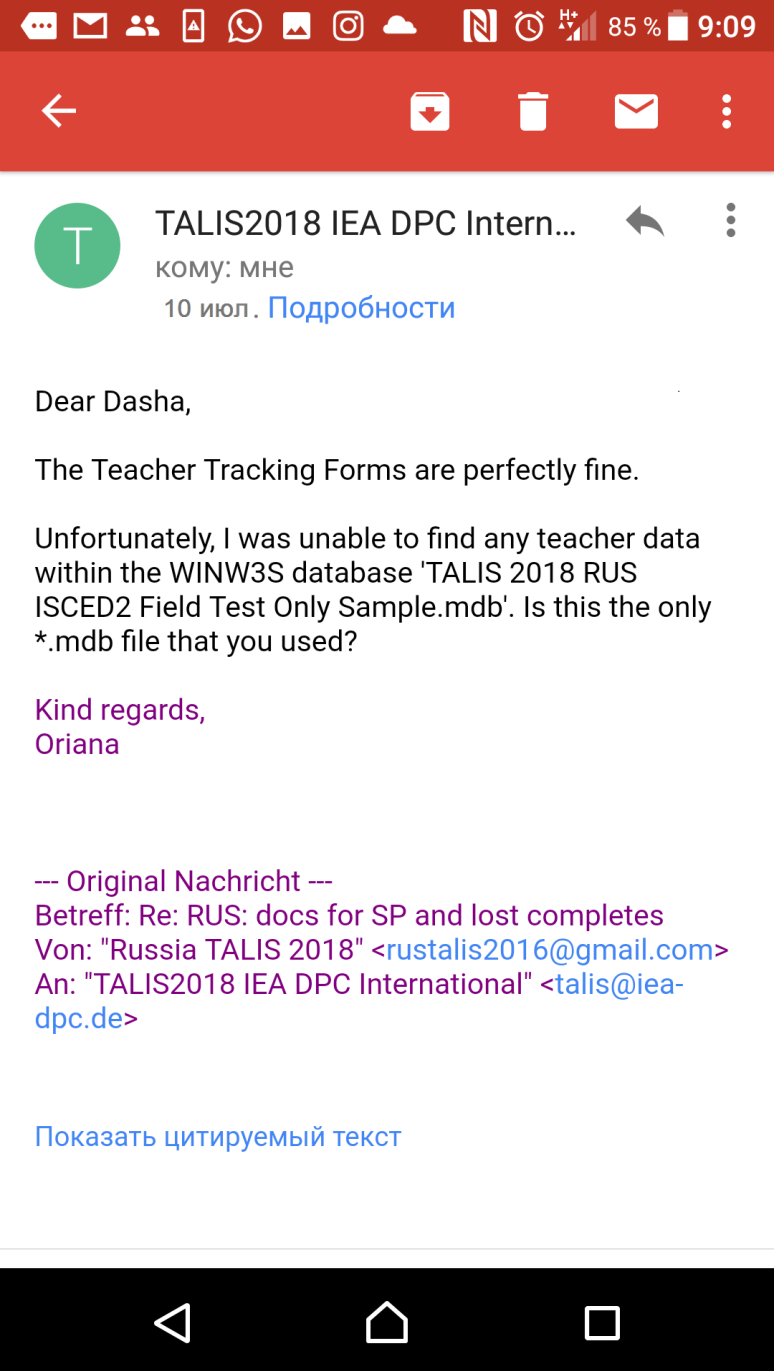 H+
85 %
9:09
TALIS2018 IEA DPC Intern...
T
кому: мне
10 июл. Подробности
Dear Dasha,
The Teacher Tracking Forms are perfectly fine.
Unfortunately, I was unable to find any teacher data
within the WINW3S database 'TALIS 2018 RUS
ISCED2 Field Test Only Sample.mdb'. Is this the only
*.mdb file that you used?
Kind regards,
Oriana
--- Original Nachricht ---
Betreff: Re: RUS: docs for SP and lost completes
Von: "Russia TALIS 2018" <rustalis2016@gmail.com>
An: "TALIS2018 IEA DPC International" <talis@iea-
dpc.de>
Показать цитируемый текст